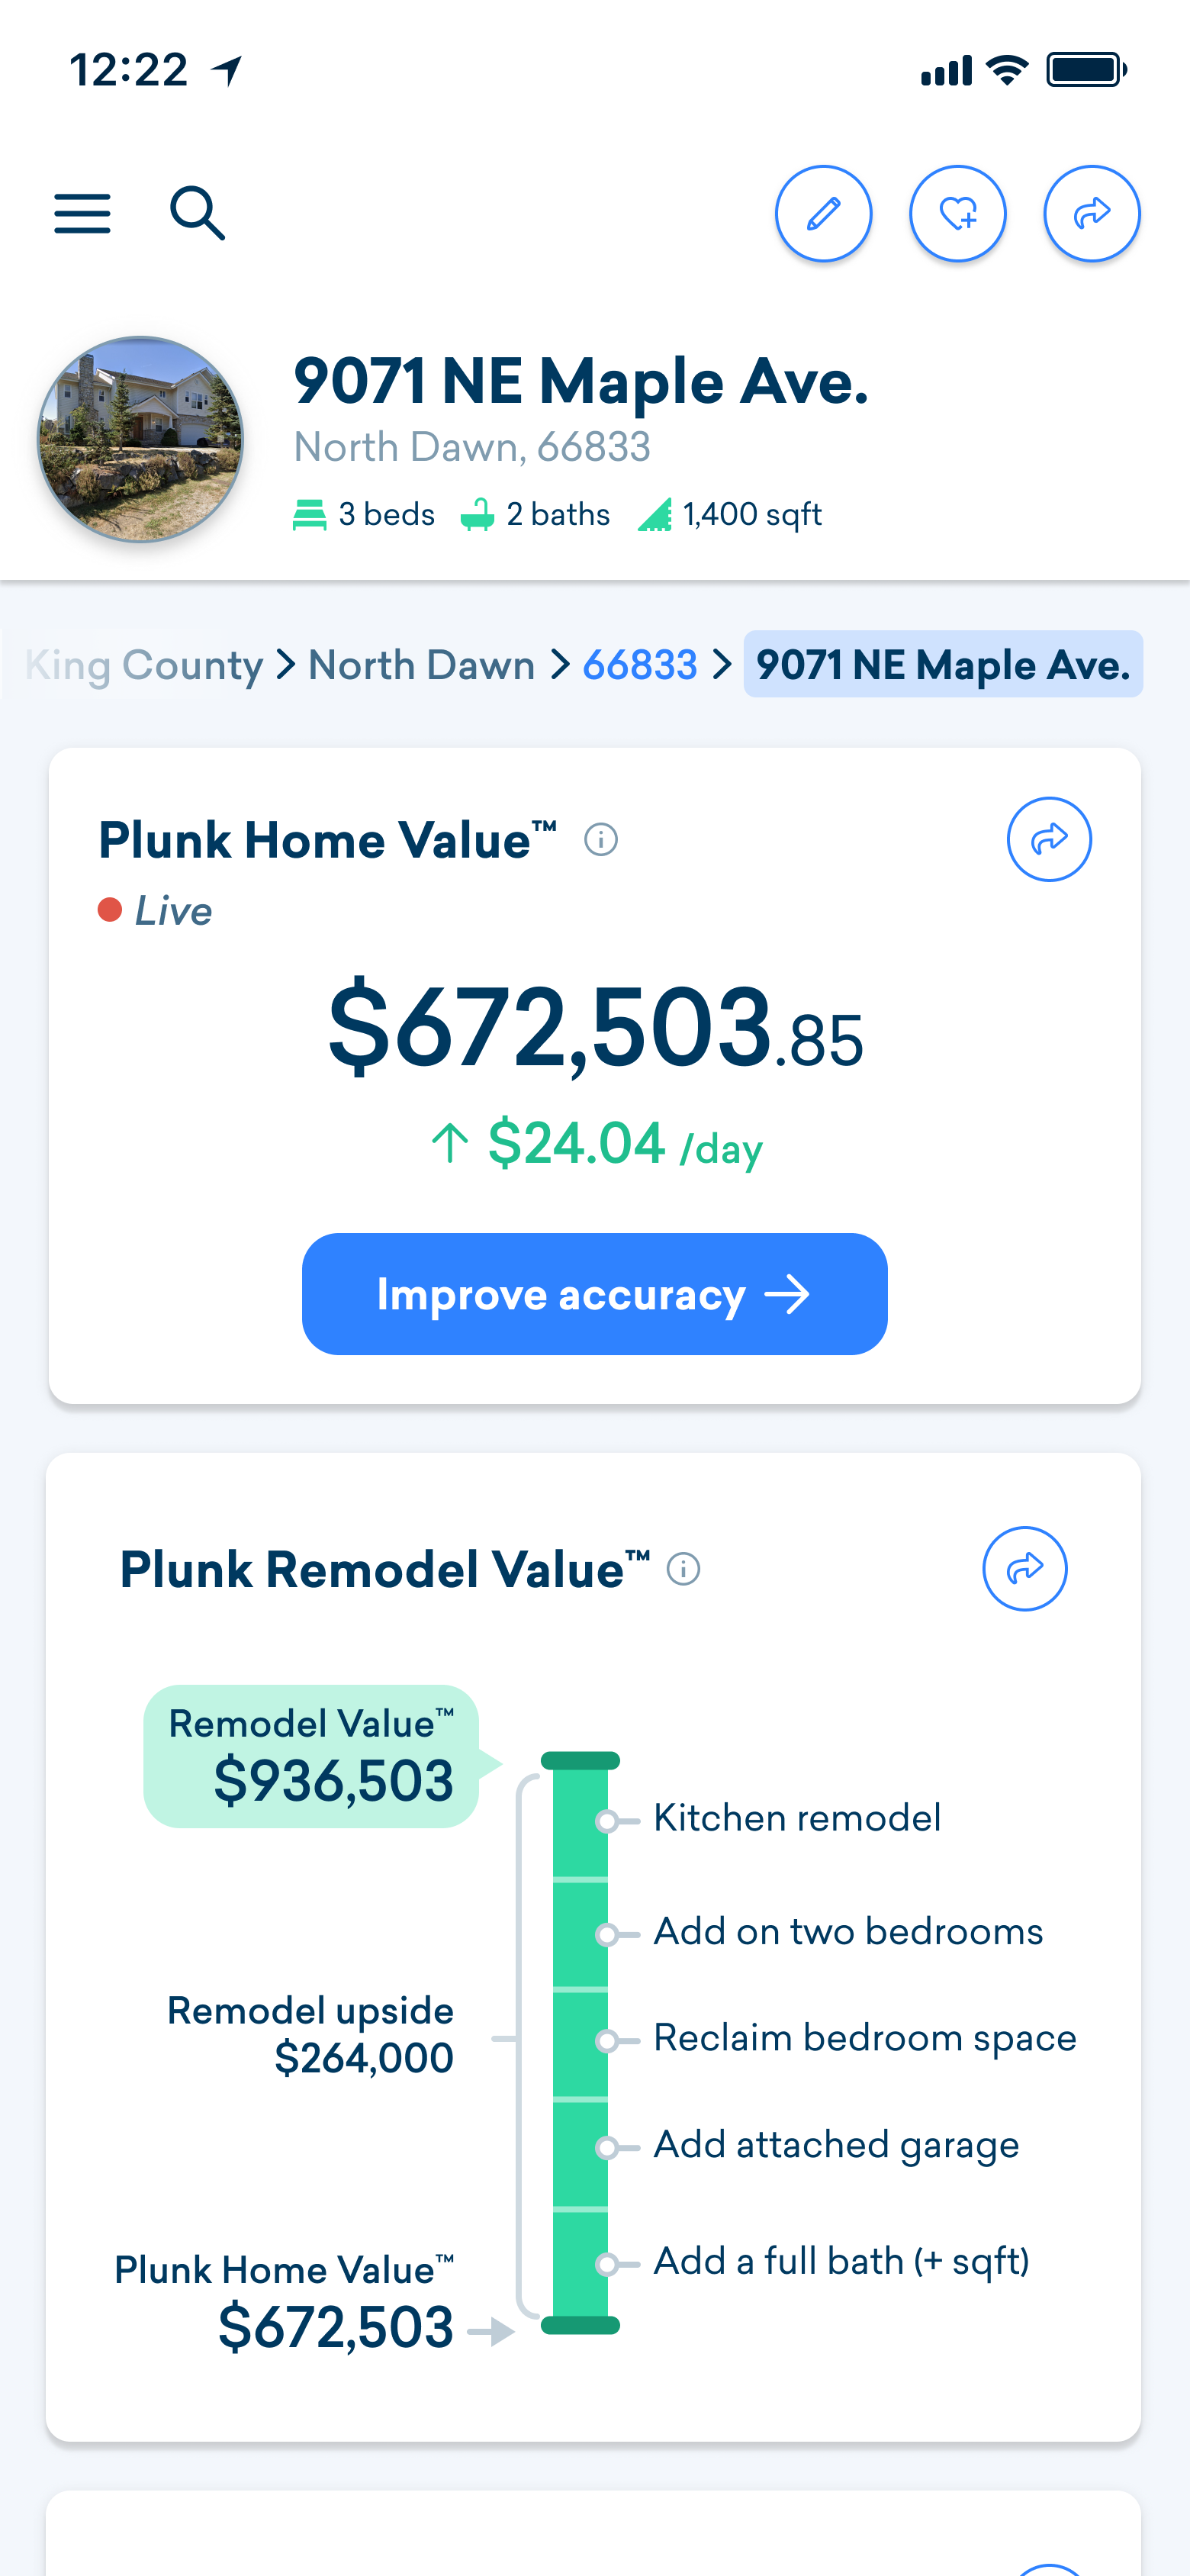 12:22
9071 NE Maple Ave.
North Dawn, 66833
3 beds 2 baths 1,400 sqft
King County > North Dawn > 66833 > 9071 NE Maple Ave.
Plunk Home Value™
Live
$672,503.85
↑ $24.04 /day
Improve accuracy →
Plunk Remodel Value™
Remodel Value™
$936,503
Kitchen remodel
Add on two bedrooms
Remodel upside
$264,000
Reclaim bedroom space
Add attached garage
Add a full bath (+ sqft)
Plunk Home Value™
$672,503